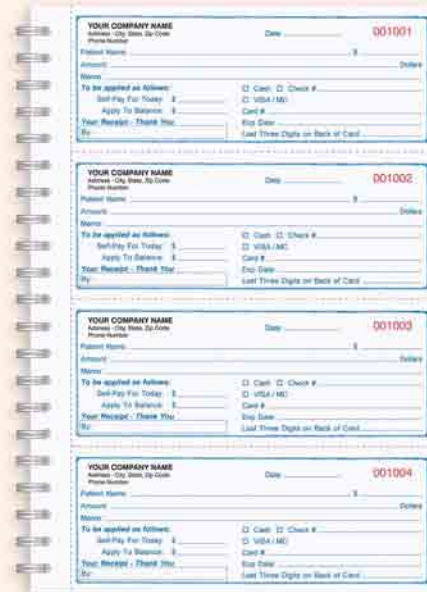 YOUR COMPANY NAME
Address - City, State, Zip Code
Phone Number
Date 001001
Patient Name $
Amount Dollars
Memo
To be applied as follows: Cash Check #
Self-Pay For Today $ VISA / MC
Apply To Balance $ Card #
Your Receipt - Thank You Exp Date
By Last Three Digits on Back of Card
YOUR COMPANY NAME
Address - City, State, Zip Code
Phone Number
Date 001002
Patient Name $
Amount Dollars
Memo
To be applied as follows: Cash Check #
Self-Pay For Today $ VISA / MC
Apply To Balance $ Card #
Your Receipt - Thank You Exp Date
By Last Three Digits on Back of Card
YOUR COMPANY NAME
Address - City, State, Zip Code
Phone Number
Date 001003
Patient Name $
Amount Dollars
Memo
To be applied as follows: Cash Check #
Self-Pay For Today $ VISA / MC
Apply To Balance $ Card #
Your Receipt - Thank You Exp Date
By Last Three Digits on Back of Card
YOUR COMPANY NAME
Address - City, State, Zip Code
Phone Number
Date 001004
Patient Name $
Amount Dollars
Memo
To be applied as follows: Cash Check #
Self-Pay For Today $ VISA / MC
Apply To Balance $ Card #
Your Receipt - Thank You Exp Date
By Last Three Digits on Back of Card